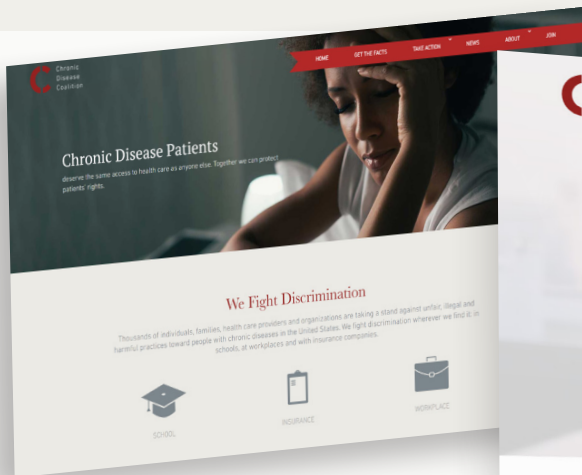 Chronic
Disease
Coalition
HOME
GET THE FACTS
TAKE ACTION
NEWS
ABOUT
JOIN
Chronic Disease Patients
deserve the same access to health care as anyone else. Together we can protect
patients' rights.
We Fight Discrimination
Thousands of individuals, families, health care providers and organizations are taking a stand against unfair, illegal and
harmful practices toward people with chronic diseases in the United States. We fight discrimination wherever we find it: in
schools, at workplaces and with insurance companies.
SCHOOL
INSURANCE
WORKPLACE